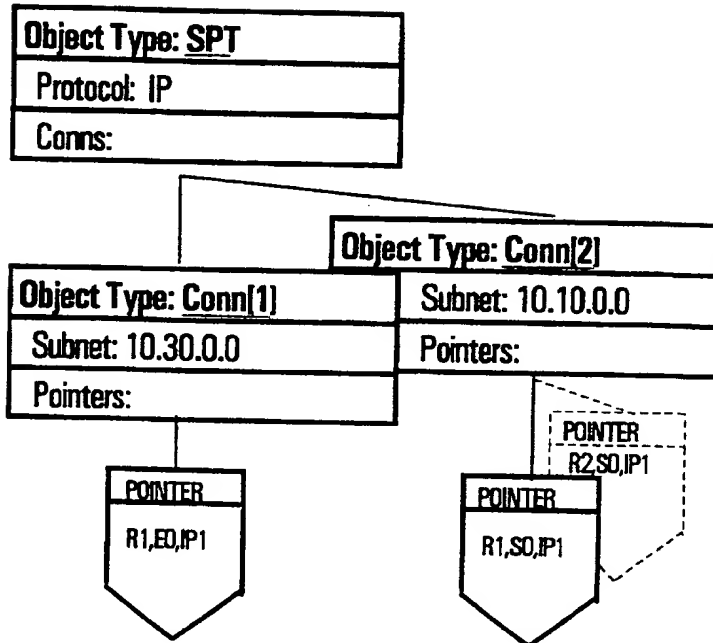 Object Type: SPT
Protocol: IP
Conns:
Object Type: Conn[2]
Subnet: 10.10.0.0
Pointers:
Object Type: Conn[1]
Subnet: 10.30.0.0
Pointers:
POINTER
R2,S0,IP1
POINTER
R1,E0,IP1
POINTER
R1,S0,IP1